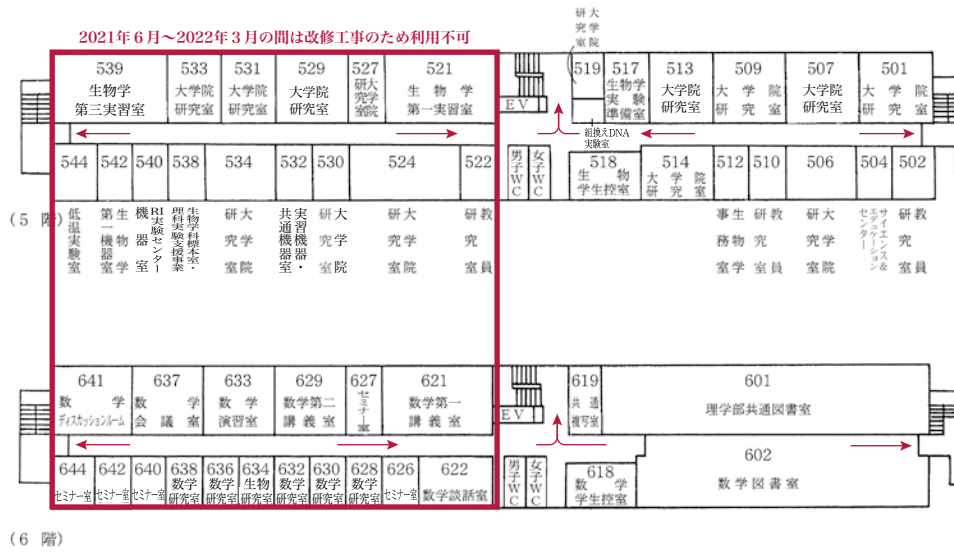 2021年６月～2022年３月の間は改修工事のため利用不可
大学院研究室
539
生物学
第三実習室
533
大学院
研究室
531
大学院
研究室
529
大学院
研究室
527
大学院
研究室
521
生物学
第一実習室
EV
519
517
生物学
実験
準備室
513
大学院
研究室
509
大学院
研究室
507
大学院
研究室
501
大学院
研究室
組換えDNA
実験室
544
542
540
538
534
532
530
524
522
男子WC
女子WC
518
生物
学生控室
514
大学院
研究室
512
510
506
504
502
(5 階)
低温実験室
生物学
第一機器室
RI実験センター
機器室
生物学科標本室・
理科実験支援事業
大学院
研究室
実習機器・
共通機器室
大学院
研究室
大学院
研究室
教員
研究室
生物学
事務室
教員
研究室
大学院
研究室
サイエンス&
エデュケーション
センター
教員
研究室
641
数学
ディスカッションルーム
637
数学
会議室
633
数学
演習室
629
数学第二
講義室
627
セミナー室
621
数学第一
講義室
EV
619
共通
複写室
601
理学部共通図書室
644
セミナー室
642
セミナー室
640
セミナー室
638
数学
研究室
636
数学
研究室
634
生物
研究室
632
数学
研究室
630
数学
研究室
628
数学
研究室
626
セミナー室
622
数学談話室
男子WC
女子WC
618
数学
学生控室
602
数学図書室
(6 階)